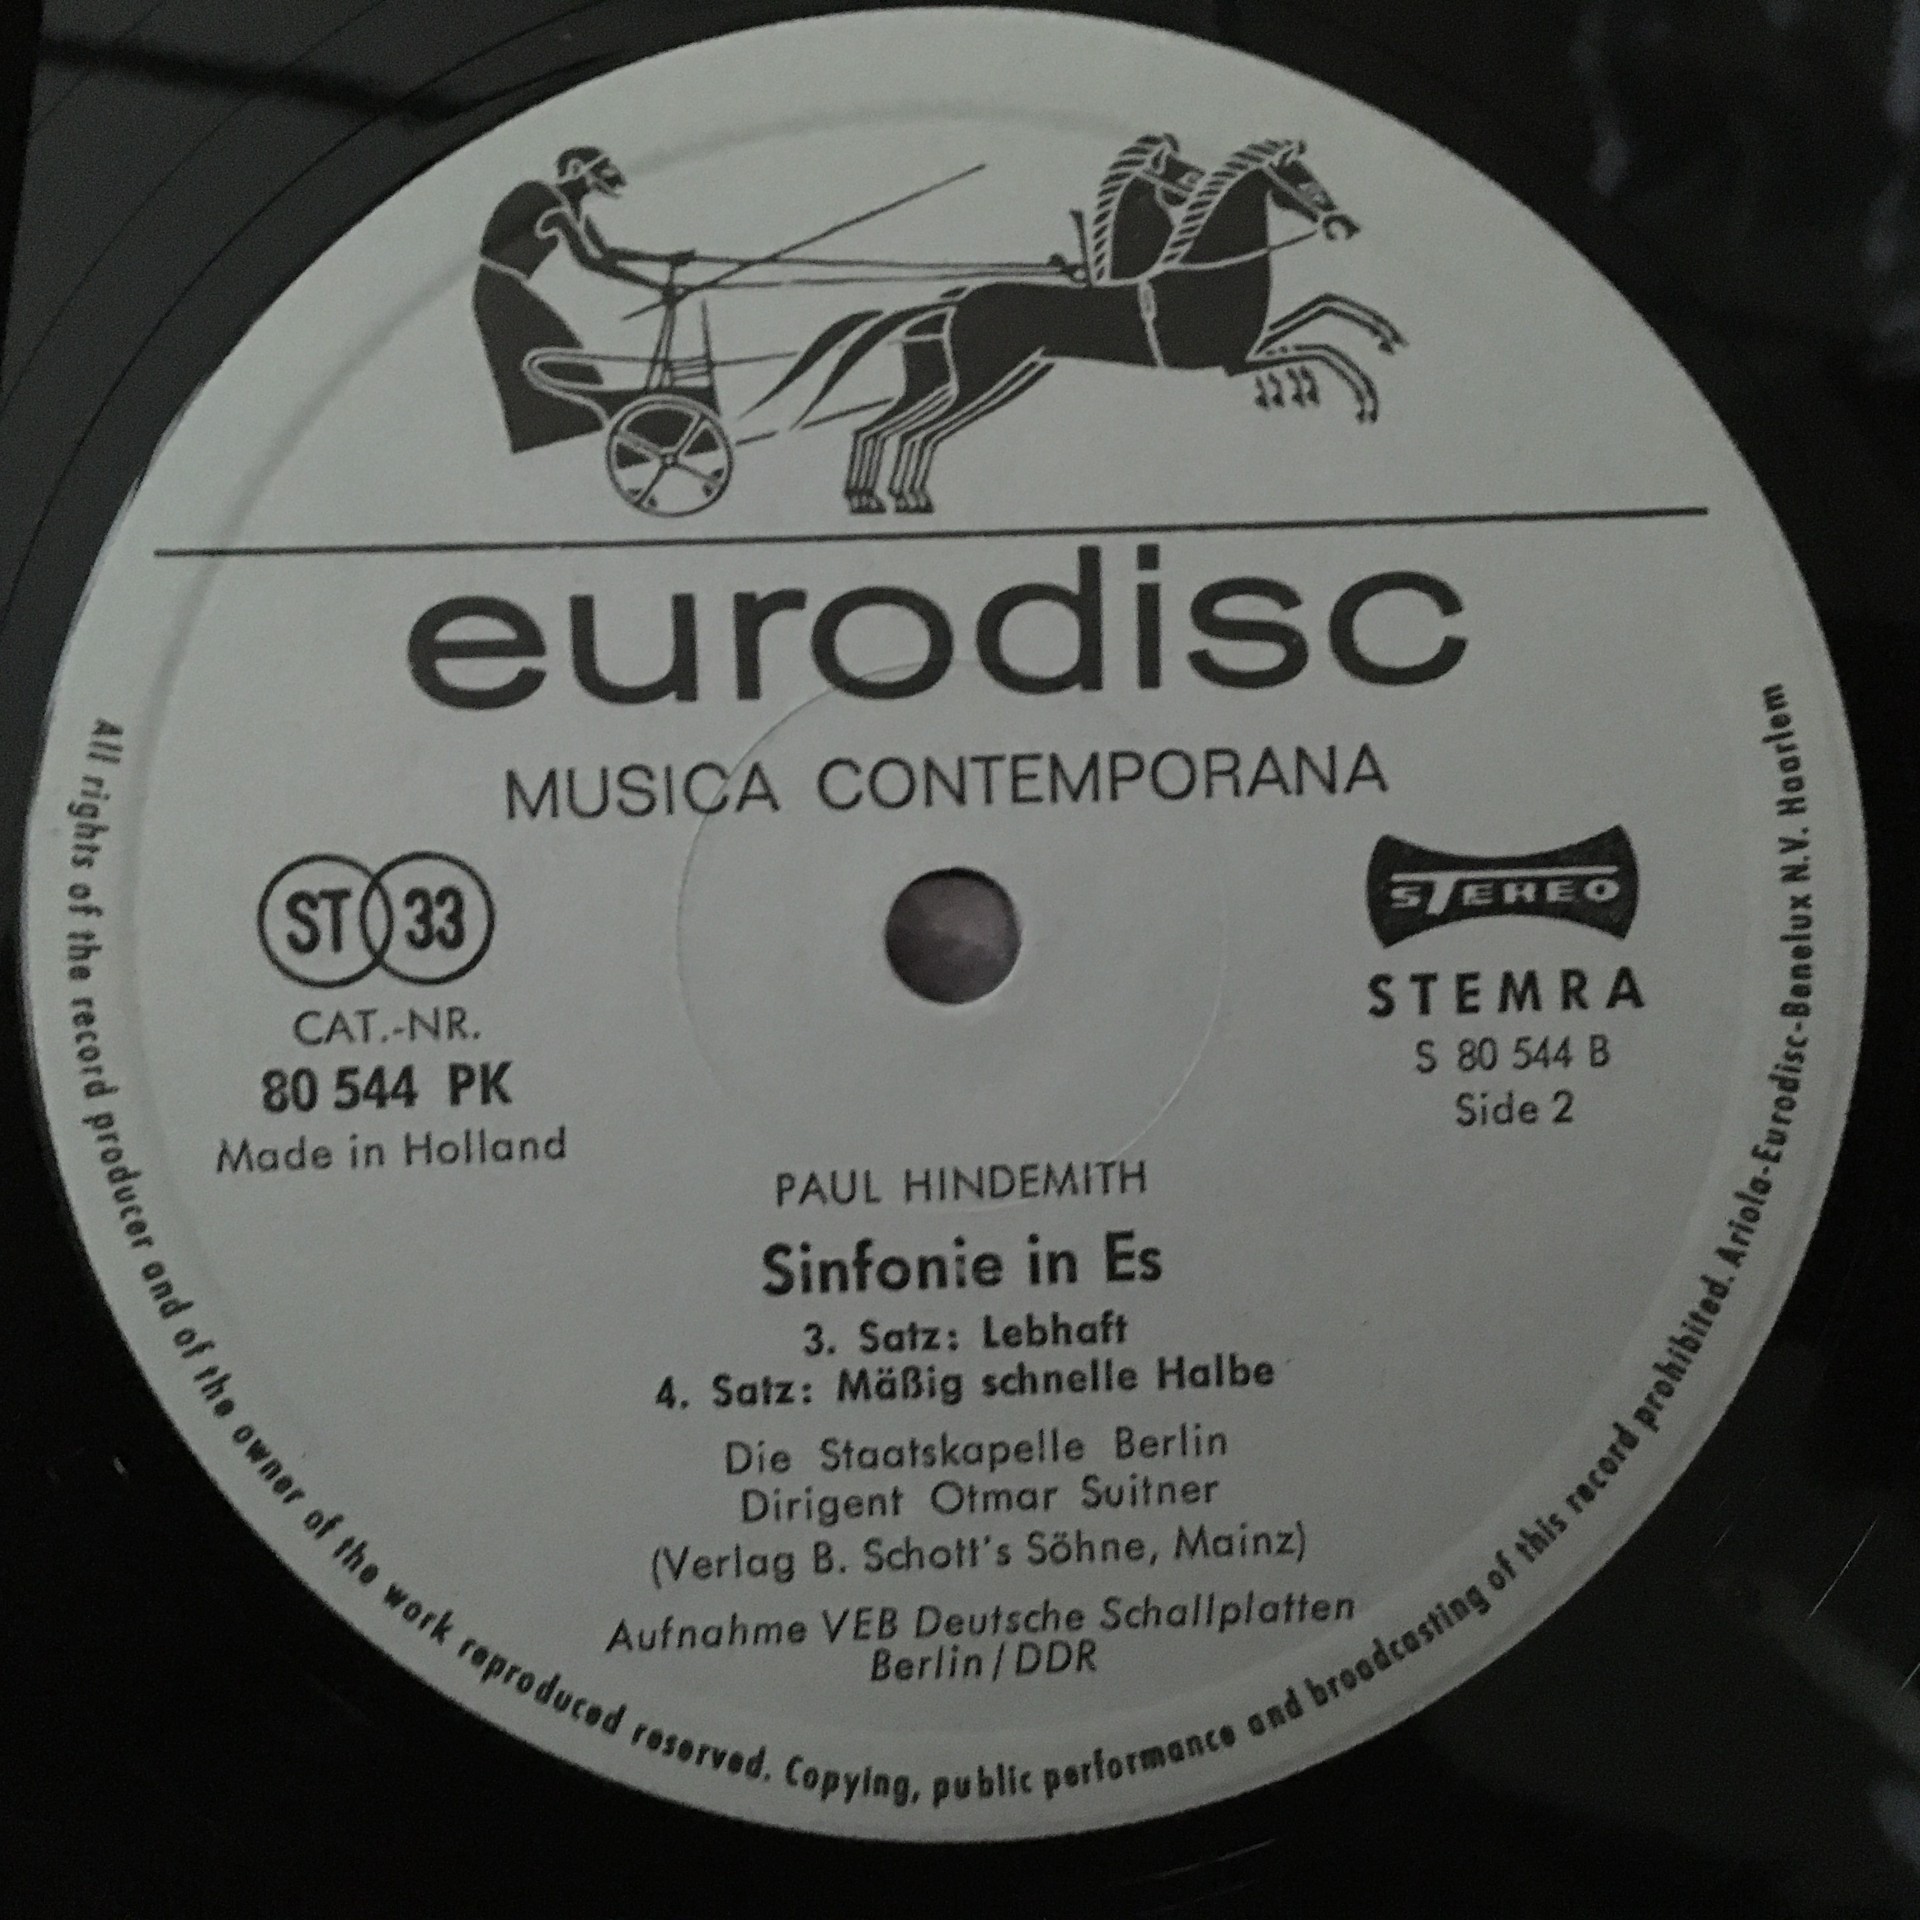 eurodisc
MUSICA CONTEMPORANA
ST 33
CAT.-NR.
80 544 PK
Made in Holland
STEREO
STEMRA
S 80 544 B
Side 2
PAUL HINDEMITH
Sinfonie in Es
3. Satz: Lebhaft
4. Satz: Mäßig schnelle Halbe
Die Staatskapelle Berlin
Dirigent Otmar Suitner
(Verlag B. Schott's Söhne, Mainz)
Aufnahme VEB Deutsche Schallplatten
Berlin/DDR
All rights of the record producer and of the owner of the work reproduced reserved. Copying, public performance and broadcasting of this record prohibited. Ariola-Eurodisc-Benelux N.V. Haarlem